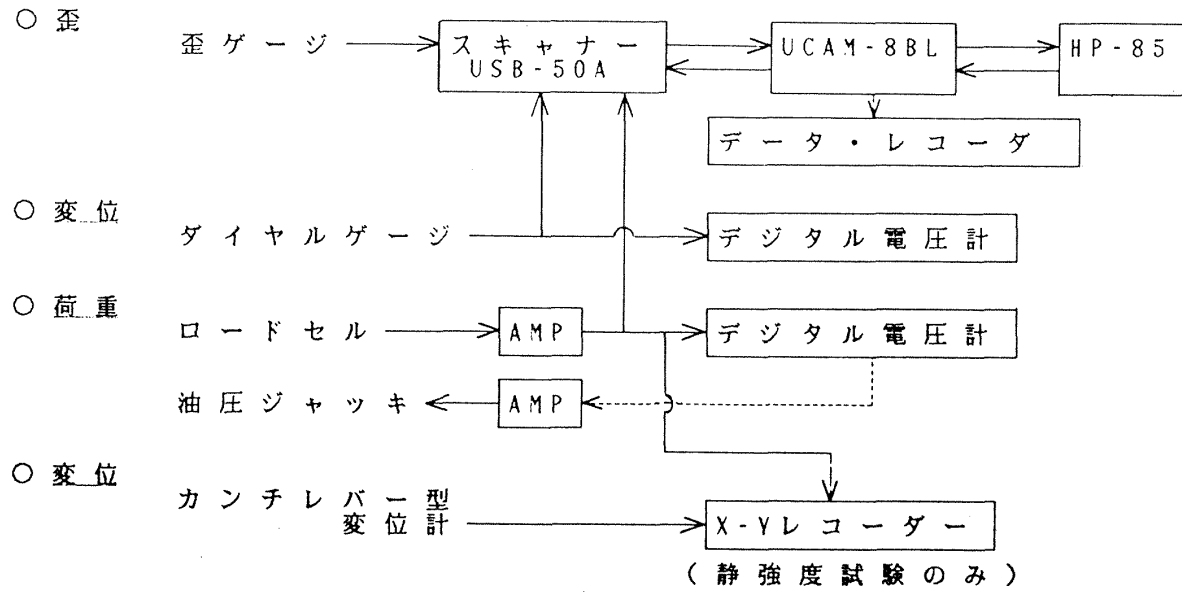 ○ 歪
歪ゲージ
スキャナー
USB-50A
UCAM-8BL
HP-85
データ・レコーダ
○ 変位
ダイヤルゲージ
デジタル電圧計
○ 荷重
ロードセル
AMP
デジタル電圧計
油圧ジャッキ
AMP
○ 変位
カンチレバー型
変位計
X-Yレコーダー
(静強度試験のみ)